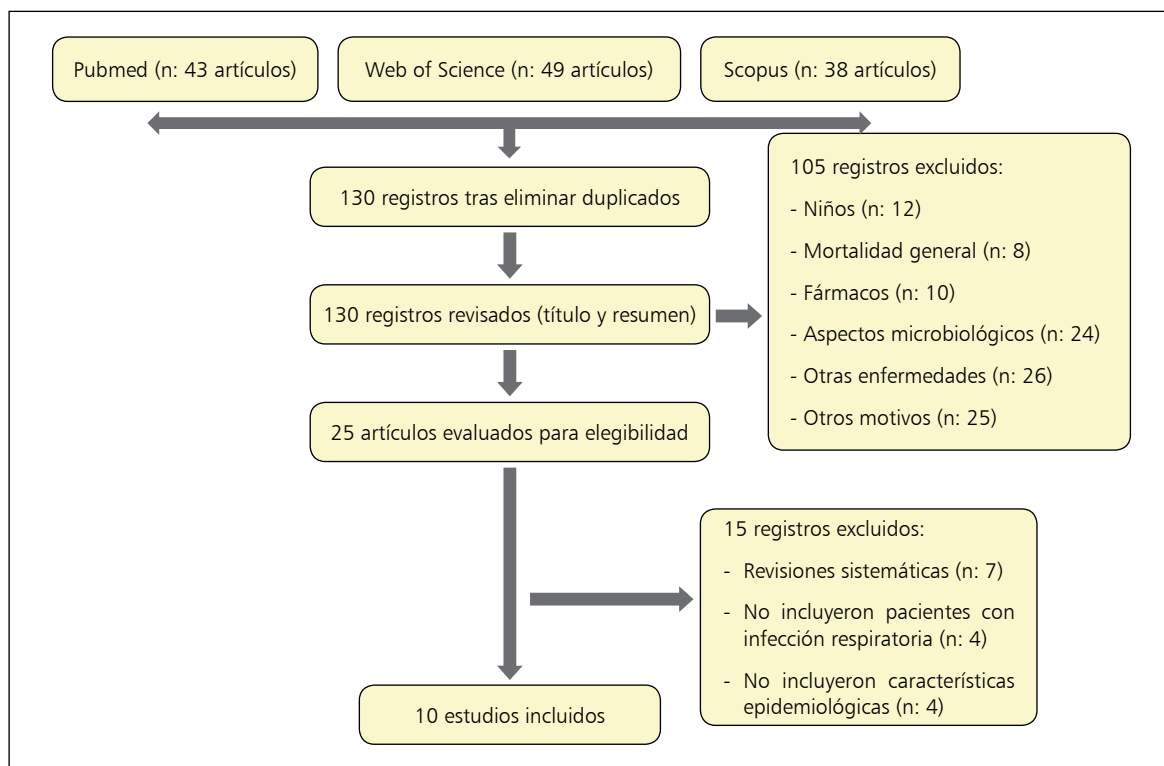 Pubmed (n: 43 artículos)
Web of Science (n: 49 artículos)
Scopus (n: 38 artículos)
130 registros tras eliminar duplicados
130 registros revisados (título y resumen)
105 registros excluidos:
- Niños (n: 12)
- Mortalidad general (n: 8)
- Fármacos (n: 10)
- Aspectos microbiológicos (n: 24)
- Otras enfermedades (n: 26)
- Otros motivos (n: 25)
25 artículos evaluados para elegibilidad
15 registros excluidos:
- Revisiones sistemáticas (n: 7)
- No incluyeron pacientes con
infección respiratoria (n: 4)
- No incluyeron características
epidemiológicas (n: 4)
10 estudios incluidos